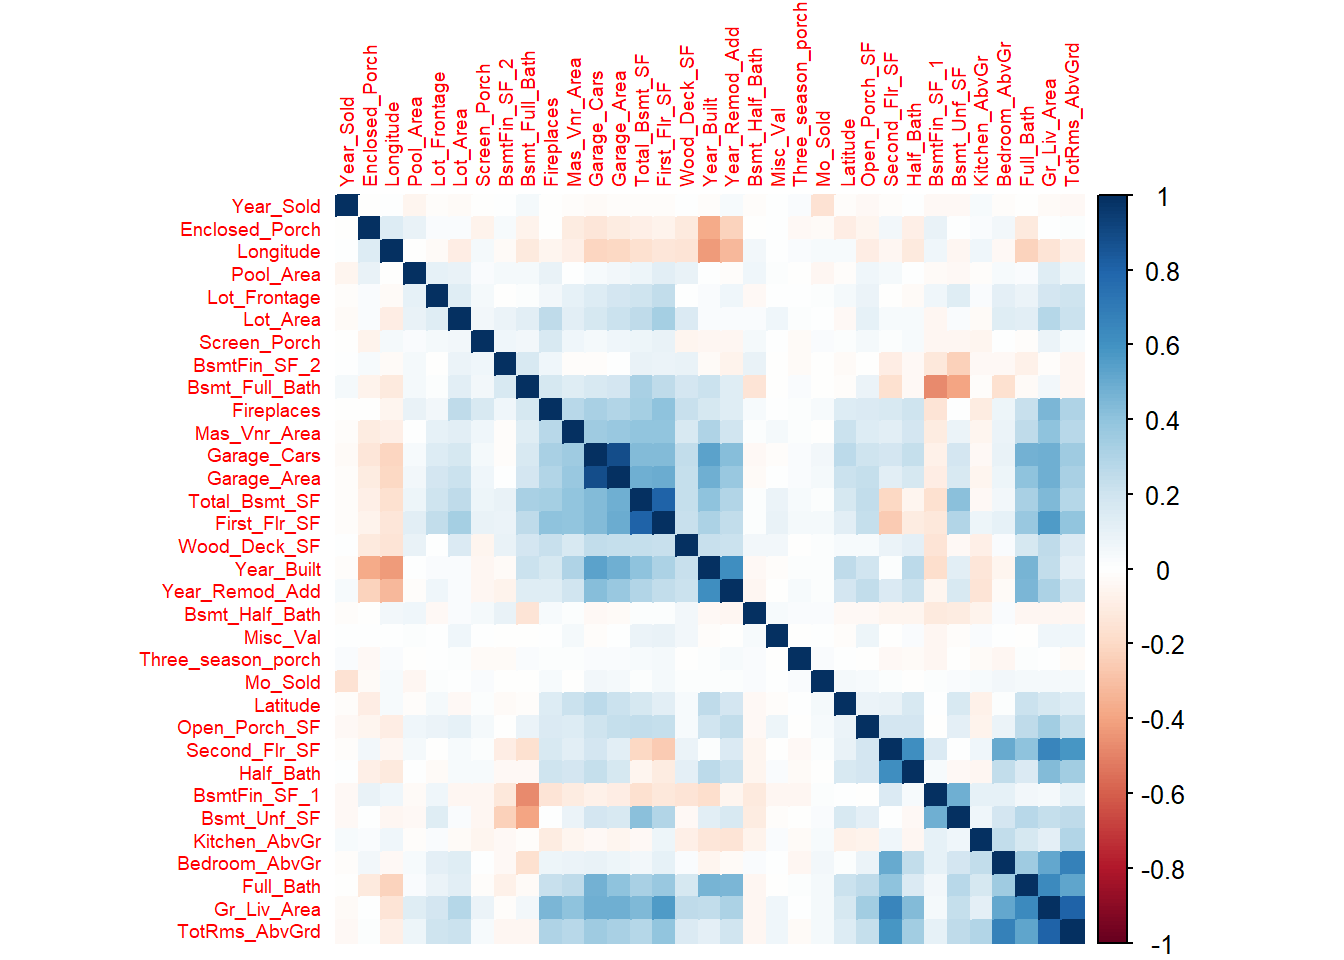 Year_Sold
Enclosed_Porch
Longitude
Pool_Area
Lot_Frontage
Lot_Area
Screen_Porch
BsmtFin_SF_2
Bsmt_Full_Bath
Fireplaces
Mas_Vnr_Area
Garage_Cars
Garage_Area
Total_Bsmt_SF
First_Flr_SF
Wood_Deck_SF
Year_Built
Year_Remod_Add
Bsmt_Half_Bath
Misc_Val
Three_season_porch
Mo_Sold
Latitude
Open_Porch_SF
Second_Flr_SF
Half_Bath
BsmtFin_SF_1
Bsmt_Unf_SF
Kitchen_AbvGr
Bedroom_AbvGr
Full_Bath
Gr_Liv_Area
TotRms_AbvGrd
Year_Sold
Enclosed_Porch
Longitude
Pool_Area
Lot_Frontage
Lot_Area
Screen_Porch
BsmtFin_SF_2
Bsmt_Full_Bath
Fireplaces
Mas_Vnr_Area
Garage_Cars
Garage_Area
Total_Bsmt_SF
First_Flr_SF
Wood_Deck_SF
Year_Built
Year_Remod_Add
Bsmt_Half_Bath
Misc_Val
Three_season_porch
Mo_Sold
Latitude
Open_Porch_SF
Second_Flr_SF
Half_Bath
BsmtFin_SF_1
Bsmt_Unf_SF
Kitchen_AbvGr
Bedroom_AbvGr
Full_Bath
Gr_Liv_Area
TotRms_AbvGrd
1
0.8
0.6
0.4
0.2
0
-0.2
-0.4
-0.6
-0.8
-1